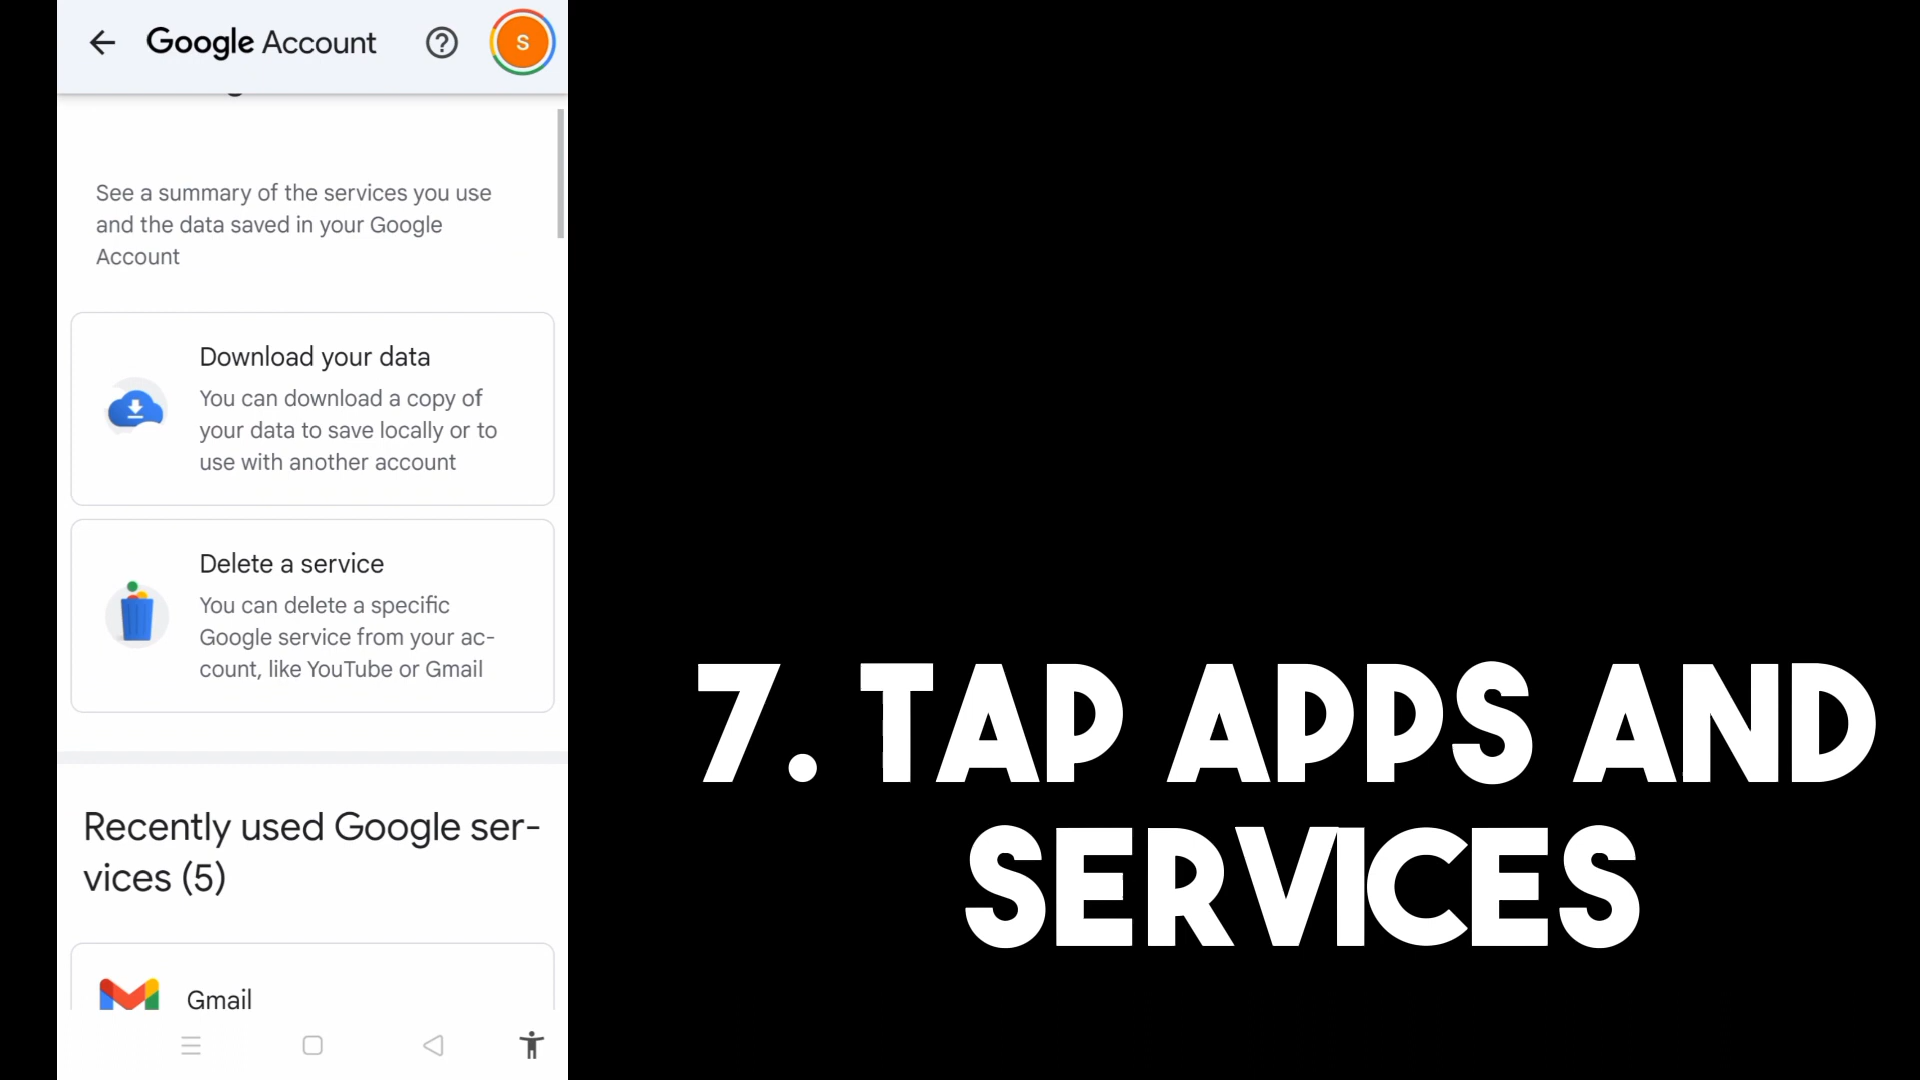 Google Account
S
See a summary of the services you use
and the data saved in your Google
Account
Download your data
You can download a copy of
your data to save locally or to
use with another account
Delete a service
You can delete a specific
Google service from your ac-
count, like YouTube or Gmail
Recently used Google ser-
vices (5)
Gmail
7. TAP APPS AND
SERVICES